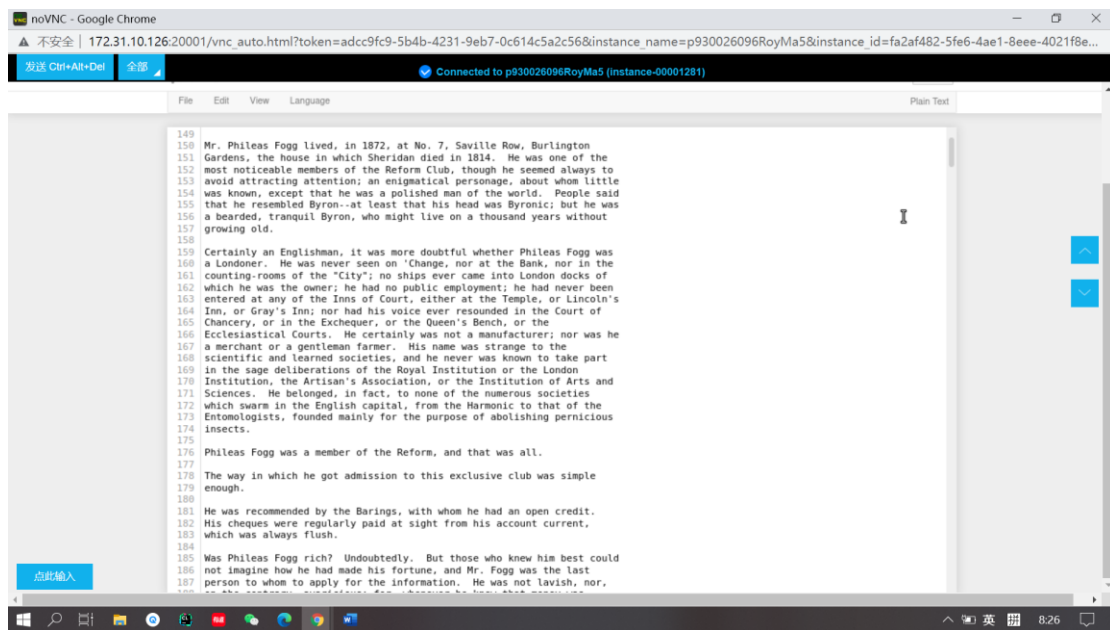 noVNC - Google Chrome
不安全 | 172.31.10.126:20001/vnc_auto.html?token=adcc9fc9-5b4b-4231-9eb7-0c614c5a2c56&instance_name=p930026096RoyMa5&instance_id=fa2af482-5fe6-4ae1-8eee-4021f8e...
发送 Ctrl+Alt+Del 全部 Connected to p930026096RoyMa5 (instance-00001281)
File Edit View Language Plain Text
149
150 Mr. Phileas Fogg lived, in 1872, at No. 7, Saville Row, Burlington
151 Gardens, the house in which Sheridan died in 1814.  He was one of the
152 most noticeable members of the Reform Club, though he seemed always to
153 avoid attracting attention; an enigmatical personage, about whom little
154 was known, except that he was a polished man of the world.  People said
155 that he resembled Byron--at least that his head was Byronic; but he was
156 a bearded, tranquil Byron, who might live on a thousand years without
157 growing old.
158
159 Certainly an Englishman, it was more doubtful whether Phileas Fogg was
160 a Londoner.  He was never seen on 'Change, nor at the Bank, nor in the
161 counting-rooms of the "City"; no ships ever came into London docks of
162 which he was the owner; he had no public employment; he had never been
163 entered at any of the Inns of Court, either at the Temple, or Lincoln's
164 Inn, or Gray's Inn; nor had his voice ever resounded in the Court of
165 Chancery, or in the Exchequer, or the Queen's Bench, or the
166 Ecclesiastical Courts.  He certainly was not a manufacturer; nor was he
167 a merchant or a gentleman farmer.  His name was strange to the
168 scientific and learned societies, and he never was known to take part
169 in the sage deliberations of the Royal Institution or the London
170 Institution, the Artisan's Association, or the Institution of Arts and
171 Sciences.  He belonged, in fact, to none of the numerous societies
172 which swarm in the English capital, from the Harmonic to that of the
173 Entomologists, founded mainly for the purpose of abolishing pernicious
174 insects.
175
176 Phileas Fogg was a member of the Reform, and that was all.
177
178 The way in which he got admission to this exclusive club was simple
179 enough.
180
181 He was recommended by the Barings, with whom he had an open credit.
182 His cheques were regularly paid at sight from his account current,
183 which was always flush.
184
185 Was Phileas Fogg rich?  Undoubtedly.  But those who knew him best could
186 not imagine how he had made his fortune, and Mr. Fogg was the last
187 person to whom to apply for the information.  He was not lavish, nor,
点此输入
英 拼 8:26